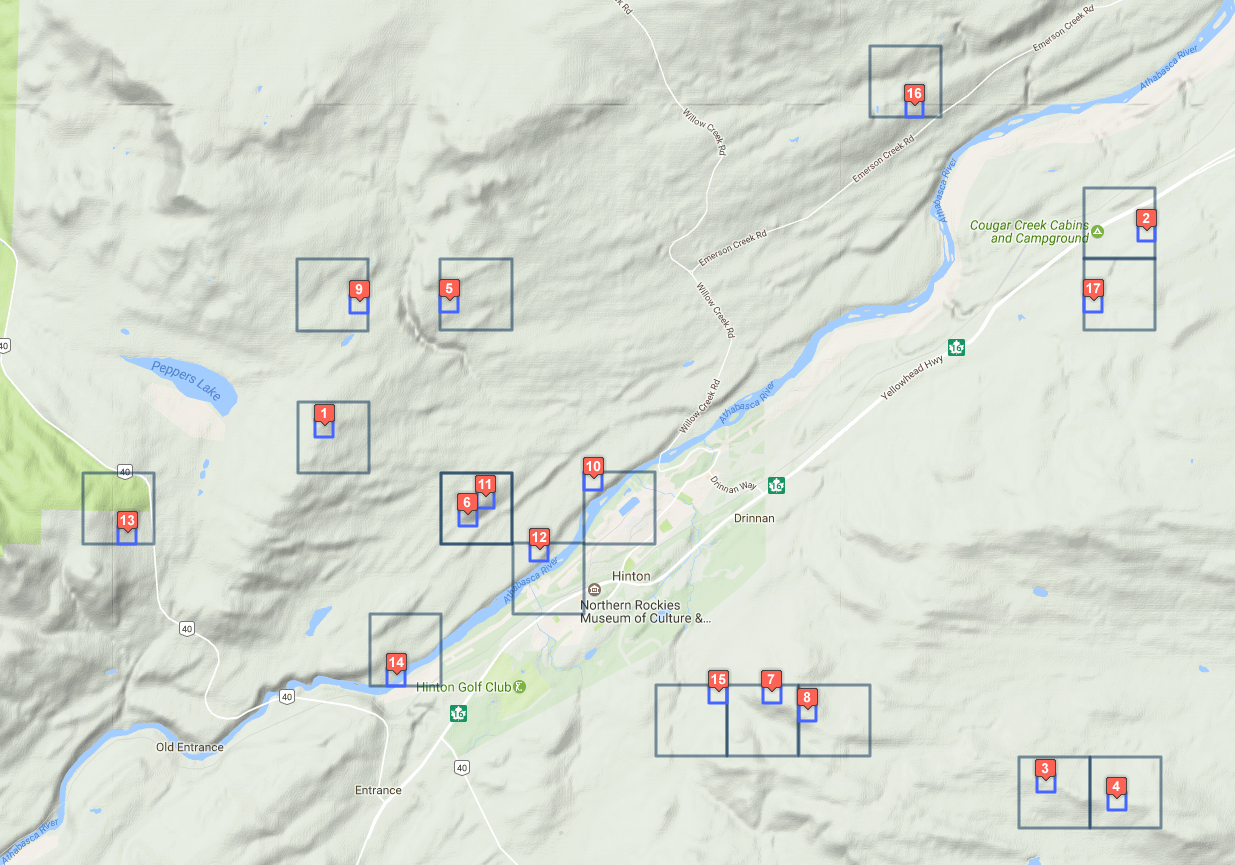 ek Rd
Emerson Creek Rd
Athabasca River
16
Willow Creek Rd
Emerson Creek Rd
Athabasca River
2
Cougar Creek Cabins
and Campground
Emerson Creek Rd
9
5
17
Willow Creek Rd
40
16
Yellowhead Hwy
Peppers Lake
Willow Creek Rd
Athabasca River
1
40
10
11
6
Drinnan Way
16
13
Drinnan
12
Athabasca River
Hinton
Northern Rockies
Museum of Culture &...
40
14
Hinton Golf Club
15
7
8
40
16
Old Entrance
3
40
4
Entrance
Athabasca River